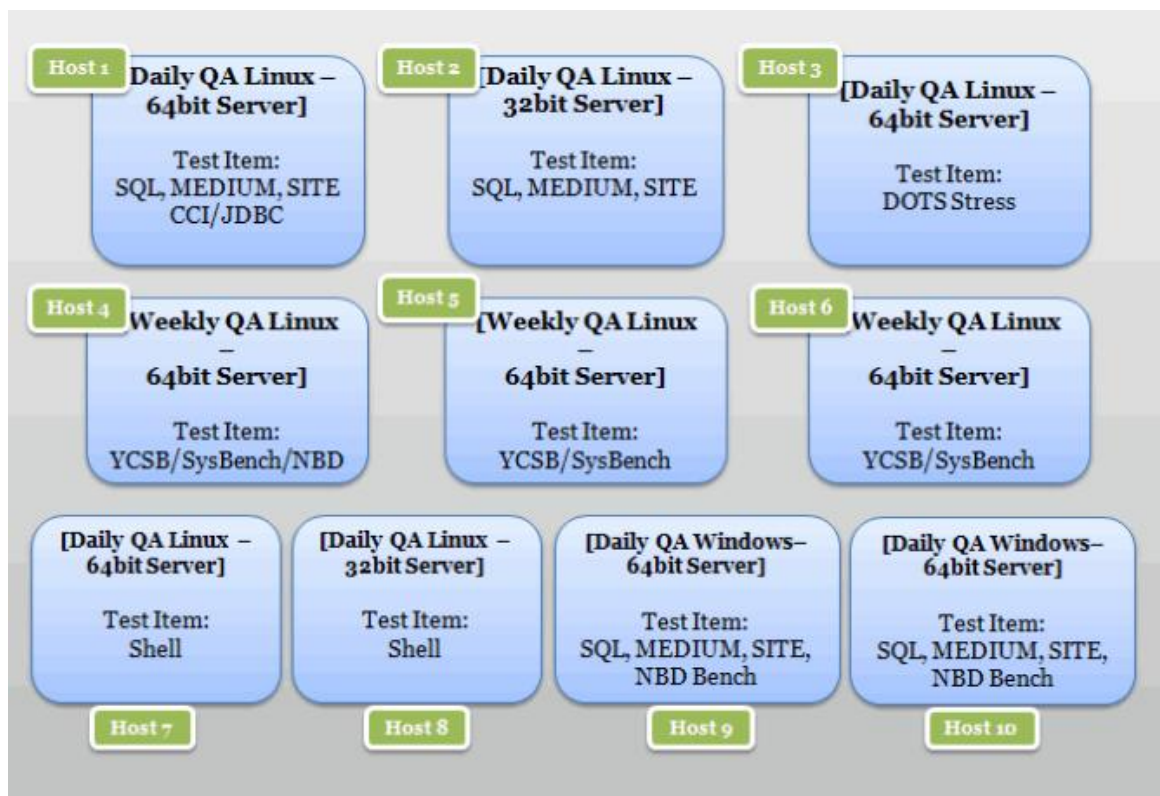 Host 1
[Daily QA Linux –
64bit Server]
Test Item:
SQL, MEDIUM, SITE
CCI/JDBC
Host 2
[Daily QA Linux –
32bit Server]
Test Item:
SQL, MEDIUM, SITE
Host 3
[Daily QA Linux –
64bit Server]
Test Item:
DOTS Stress
Host 4
Weekly QA Linux
–
64bit Server]
Test Item:
YCSB/SysBench/NBD
Host 5
[Weekly QA Linux
–
64bit Server]
Test Item:
YCSB/SysBench
Host 6
Weekly QA Linux
–
64bit Server]
Test Item:
YCSB/SysBench
[Daily QA Linux –
64bit Server]
Test Item:
Shell
Host 7
[Daily QA Linux –
32bit Server]
Test Item:
Shell
Host 8
[Daily QA Windows–
64bit Server]
Test Item:
SQL, MEDIUM, SITE,
NBD Bench
Host 9
[Daily QA Windows–
64bit Server]
Test Item:
SQL, MEDIUM, SITE,
NBD Bench
Host 10